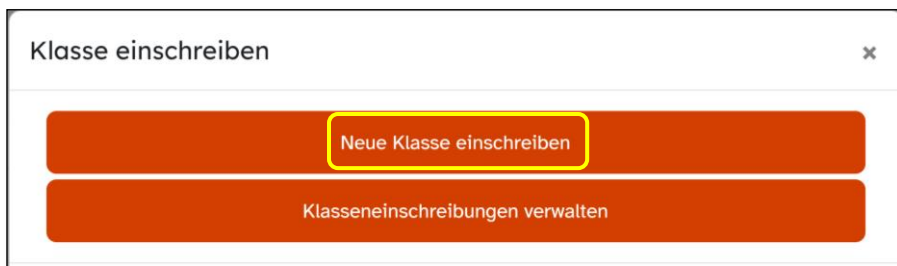 Klasse einschreiben
Neue Klasse einschreiben
Klasseneinschreibungen verwalten